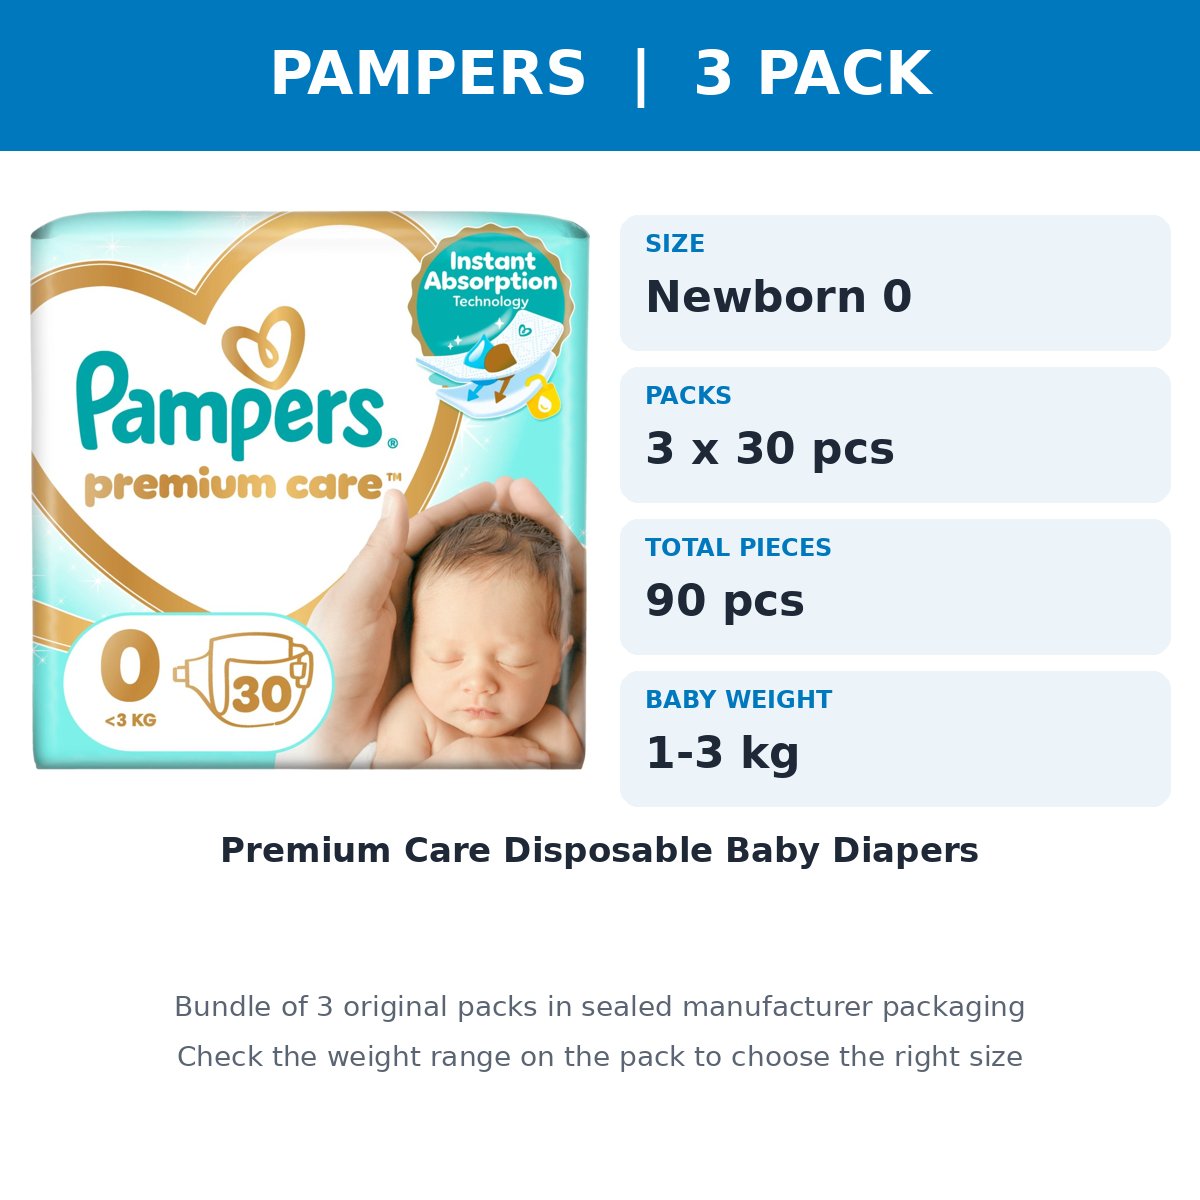 PAMPERS | 3 PACK
Instant
Absorption
Technology
Pampers®
premium care™
0
<3 KG
30
SIZE
Newborn 0
PACKS
3 x 30 pcs
TOTAL PIECES
90 pcs
BABY WEIGHT
1-3 kg
Premium Care Disposable Baby Diapers
Bundle of 3 original packs in sealed manufacturer packaging
Check the weight range on the pack to choose the right size